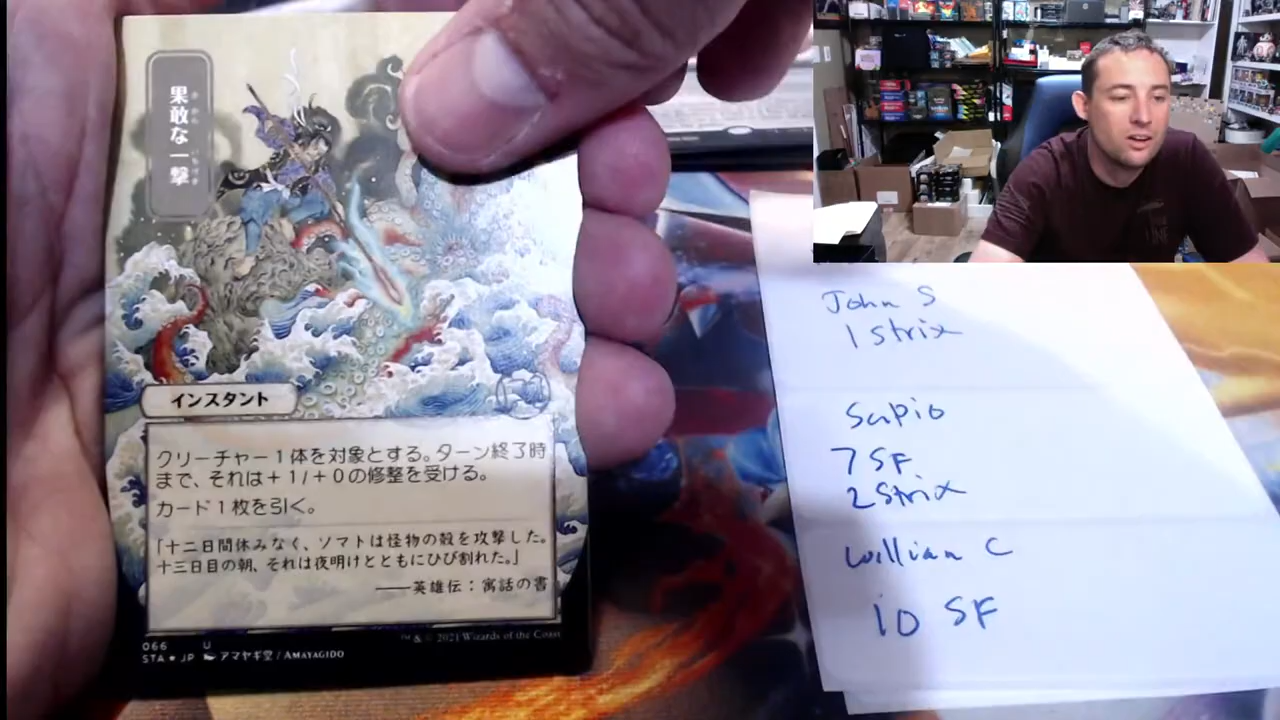 果敢な一撃
インスタント
クリーチャー1体を対象とする。ターン終了時
まで、それは+1/+0の修整を受ける。
カード1枚を引く。
「十二日間休みなく、ソマトは怪物の殻を攻撃した。
十三日目の朝、それは夜明けとともにひび割れた。」
——英雄伝：寓話の書
™ & © 2021 Wizards of the Coast
066 U
STA ★ JP アマヤギ堂 / AMAYAGIDO
John S
1 Strix
Sapio
7 SF
2 Strix
William C
10 SF